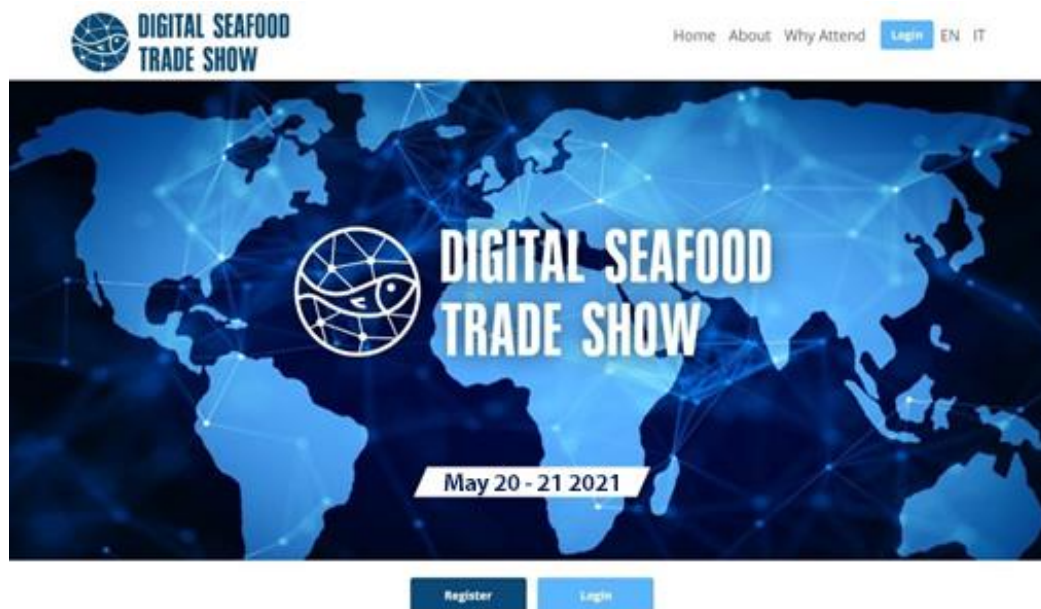 DIGITAL SEAFOOD
TRADE SHOW
Home About Why Attend Login EN IT
DIGITAL SEAFOOD
TRADE SHOW
May 20 - 21 2021
Register Login